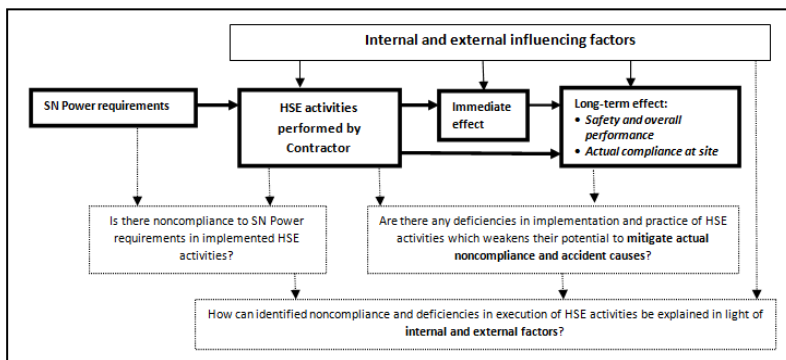 Internal and external influencing factors
SN Power requirements
HSE activities
performed by
Contractor
Immediate
effect
Long-term effect:
• Safety and overall
performance
• Actual compliance at site
Is there noncompliance to SN Power
requirements in implemented HSE
activities?
Are there any deficiencies in implementation and practice of HSE
activities which weakens their potential to mitigate actual
noncompliance and accident causes?
How can identified noncompliance and deficiencies in execution of HSE activities be explained in light of
internal and external factors?